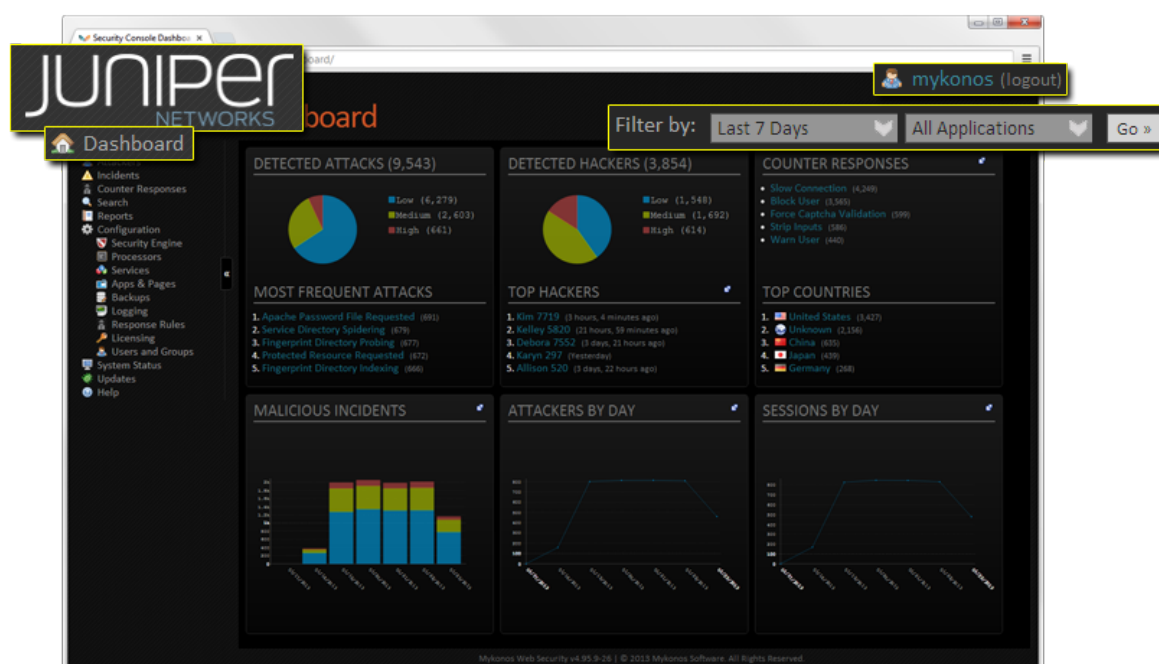 Security Console Dashboa
board/
JUNIPER
NETWORKS
mykonos (logout)
board
Filter by: Last 7 Days All Applications Go »
Dashboard
Attackers
Incidents
Counter Responses
Search
Reports
Configuration
Security Engine
Processors
Services
Apps & Pages
Backups
Logging
Response Rules
Licensing
Users and Groups
System Status
Updates
Help
DETECTED ATTACKS (9,543)
Low (6,279)
Medium (2,603)
High (661)
DETECTED HACKERS (3,854)
Low (1,548)
Medium (1,692)
High (614)
COUNTER RESPONSES
Slow Connection (4,249)
Block User (3,565)
Force Captcha Validation (599)
Strip Inputs (586)
Warn User (440)
MOST FREQUENT ATTACKS
1. Apache Password File Requested (691)
2. Service Directory Spidering (679)
3. Fingerprint Directory Probing (677)
4. Protected Resource Requested (672)
5. Fingerprint Directory Indexing (666)
TOP HACKERS
1. Kim 7719 (3 hours, 4 minutes ago)
2. Kelley 5820 (21 hours, 59 minutes ago)
3. Debora 7552 (3 days, 21 hours ago)
4. Karyn 297 (Yesterday)
5. Allison 520 (3 days, 22 hours ago)
TOP COUNTRIES
1. United States (3,427)
2. Unknown (2,156)
3. China (635)
4. Japan (439)
5. Germany (268)
MALICIOUS INCIDENTS
ATTACKERS BY DAY
SESSIONS BY DAY
Mykonos Web Security v4.95.9-26 | © 2013 Mykonos Software. All Rights Reserved.